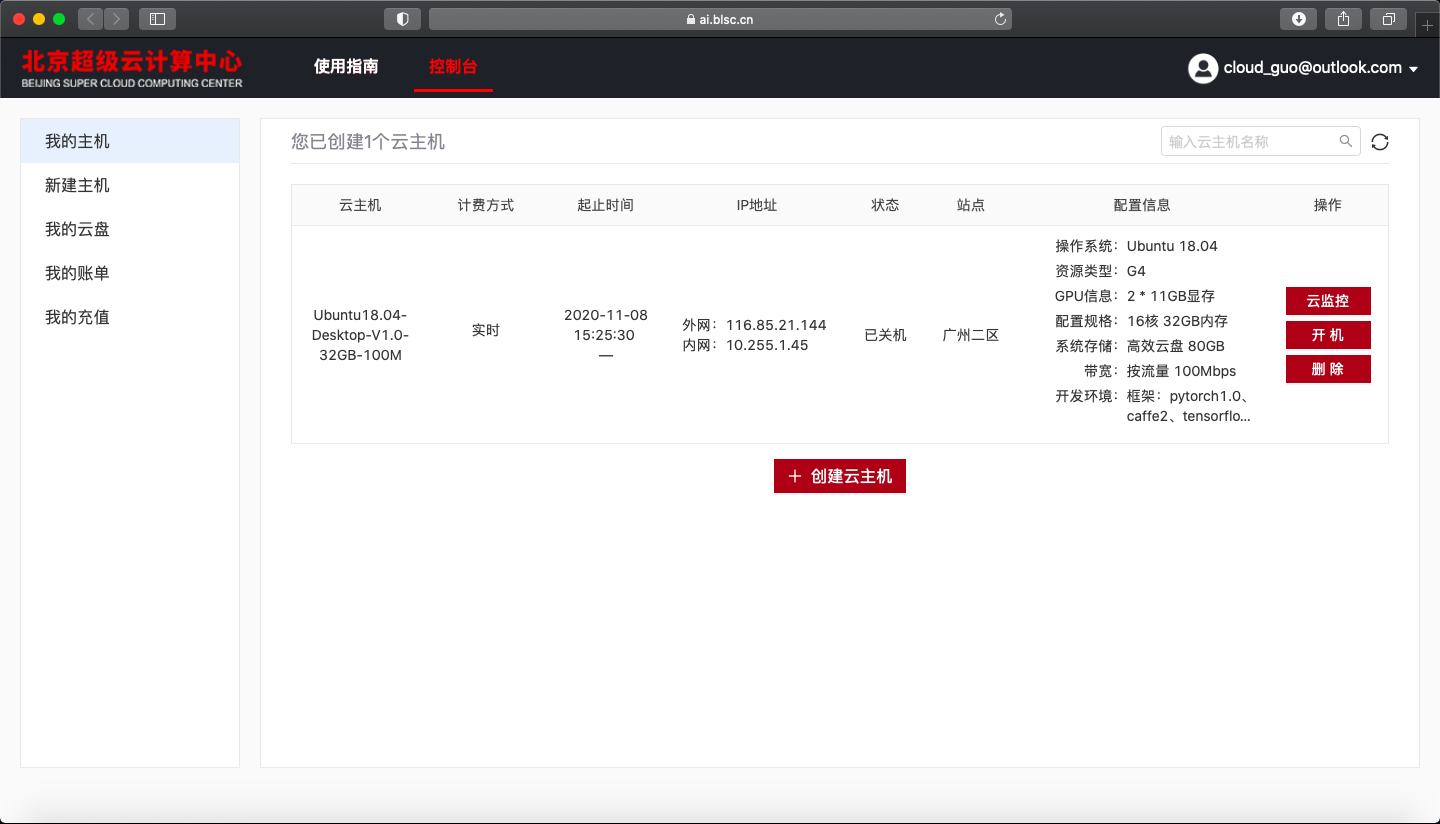 ai.blsc.cn
北京超级云计算中心
BEIJING SUPER CLOUD COMPUTING CENTER
使用指南
控制台
cloud_guo@outlook.com
我的主机
新建主机
我的云盘
我的账单
我的充值
您已创建1个云主机
输入云主机名称
云主机
计费方式
起止时间
IP地址
状态
站点
配置信息
操作
Ubuntu18.04-
Desktop-V1.0-
32GB-100M
实时
2020-11-08
15:25:30
—
外网：116.85.21.144
内网：10.255.1.45
已关机
广州二区
操作系统：Ubuntu 18.04
资源类型：G4
GPU信息：2 * 11GB显存
配置规格：16核 32GB内存
系统存储：高效云盘 80GB
带宽：按流量 100Mbps
开发环境：框架：pytorch1.0、
caffe2、tensorflo...
云监控
开 机
删 除
创建云主机